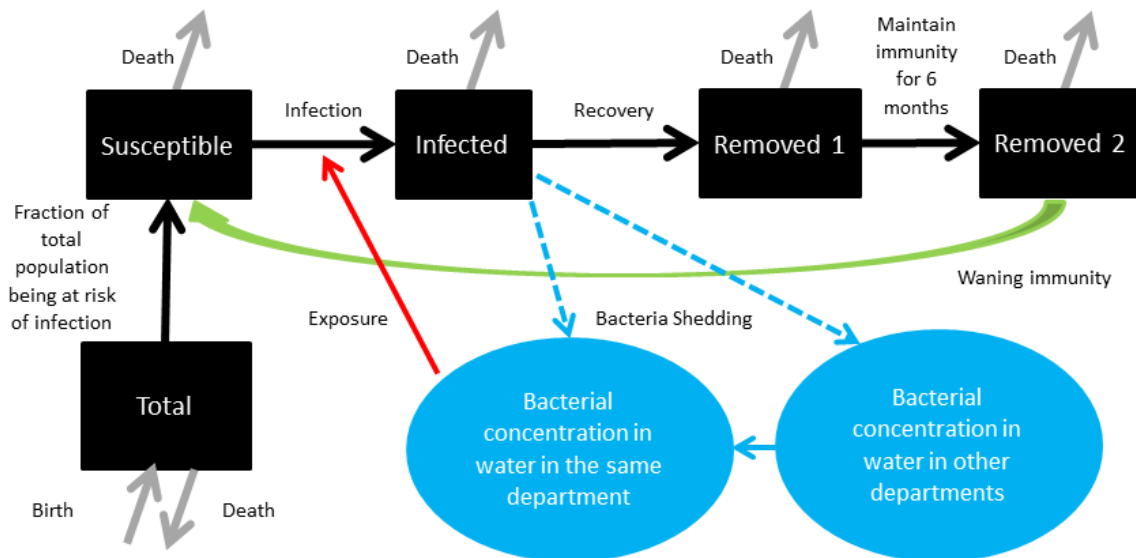 Death
Death
Death
Maintain
immunity
for 6
months
Death
Infection
Recovery
Susceptible
Infected
Removed 1
Removed 2
Fraction of
total
population
being at risk
of infection
Waning immunity
Exposure
Bacteria Shedding
Total
Bacterial
concentration in
water in the same
department
Bacterial
concentration in
water in other
departments
Birth
Death